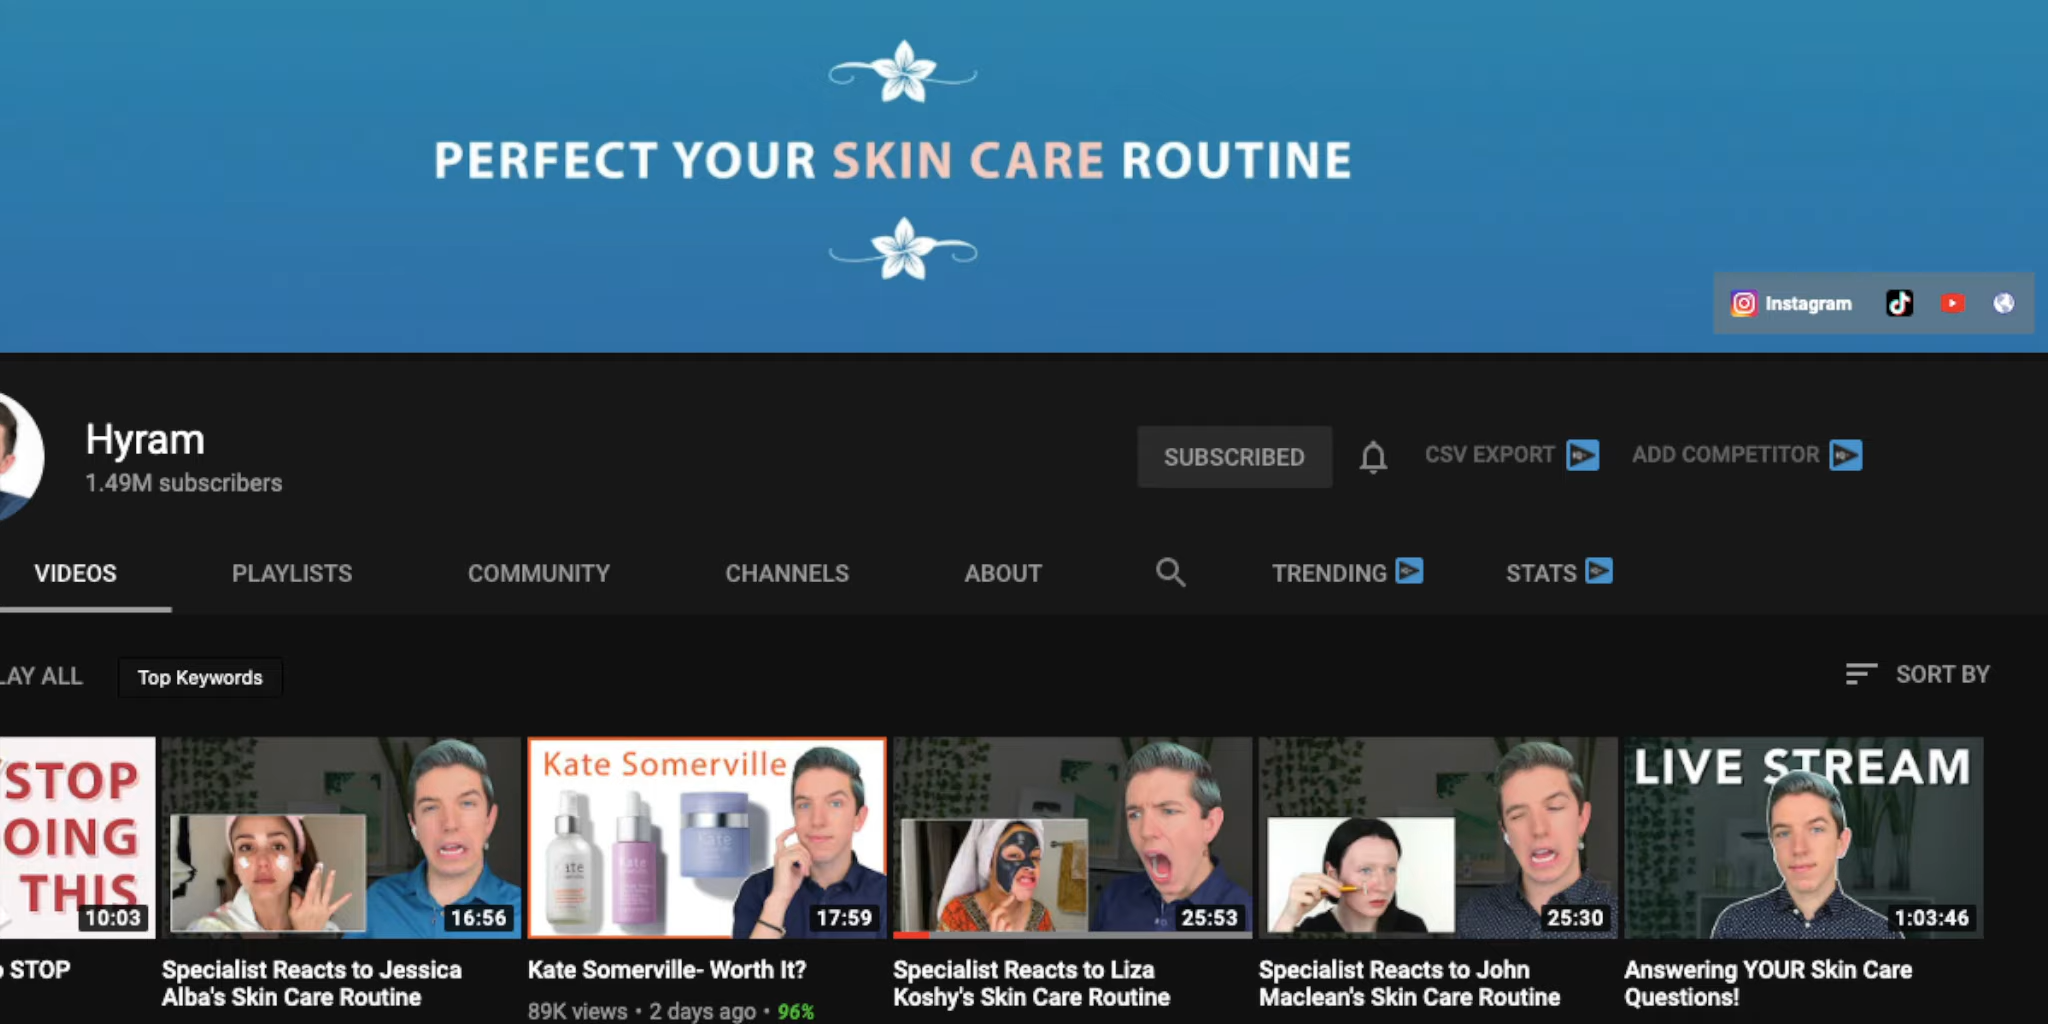 PERFECT YOUR SKIN CARE ROUTINE
Instagram
Hyram
1.49M subscribers
SUBSCRIBED
CSV EXPORT
ADD COMPETITOR
VIDEOS
PLAYLISTS
COMMUNITY
CHANNELS
ABOUT
TRENDING
STATS
LAY ALL
Top Keywords
SORT BY
STOP
OING
THIS
10:03
16:56
Kate Somerville
Kate
17:59
25:53
25:30
LIVE STREAM
1:03:46
STOP
Specialist Reacts to Jessica
Alba's Skin Care Routine
Kate Somerville- Worth It?
89K views • 2 days ago • 96%
Specialist Reacts to Liza
Koshy's Skin Care Routine
Specialist Reacts to John
Maclean's Skin Care Routine
Answering YOUR Skin Care
Questions!